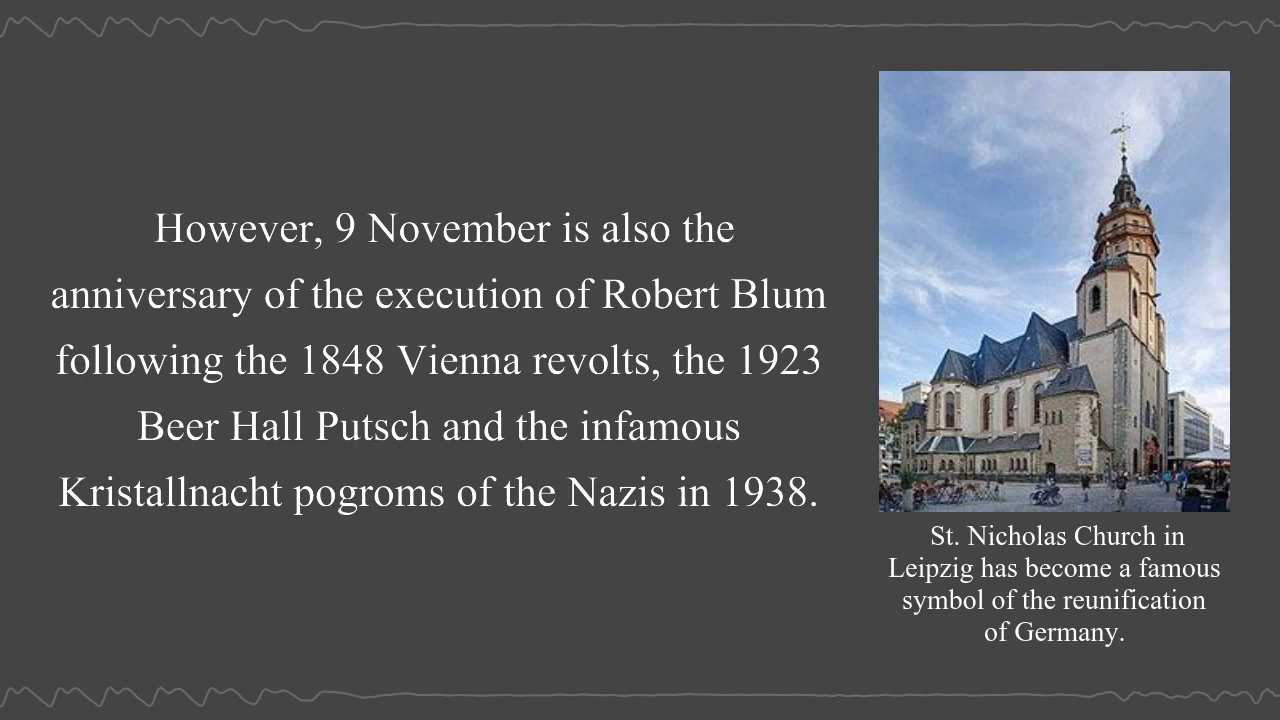 However, 9 November is also the
anniversary of the execution of Robert Blum
following the 1848 Vienna revolts, the 1923
Beer Hall Putsch and the infamous
Kristallnacht pogroms of the Nazis in 1938.
St. Nicholas Church in
Leipzig has become a famous
symbol of the reunification
of Germany.